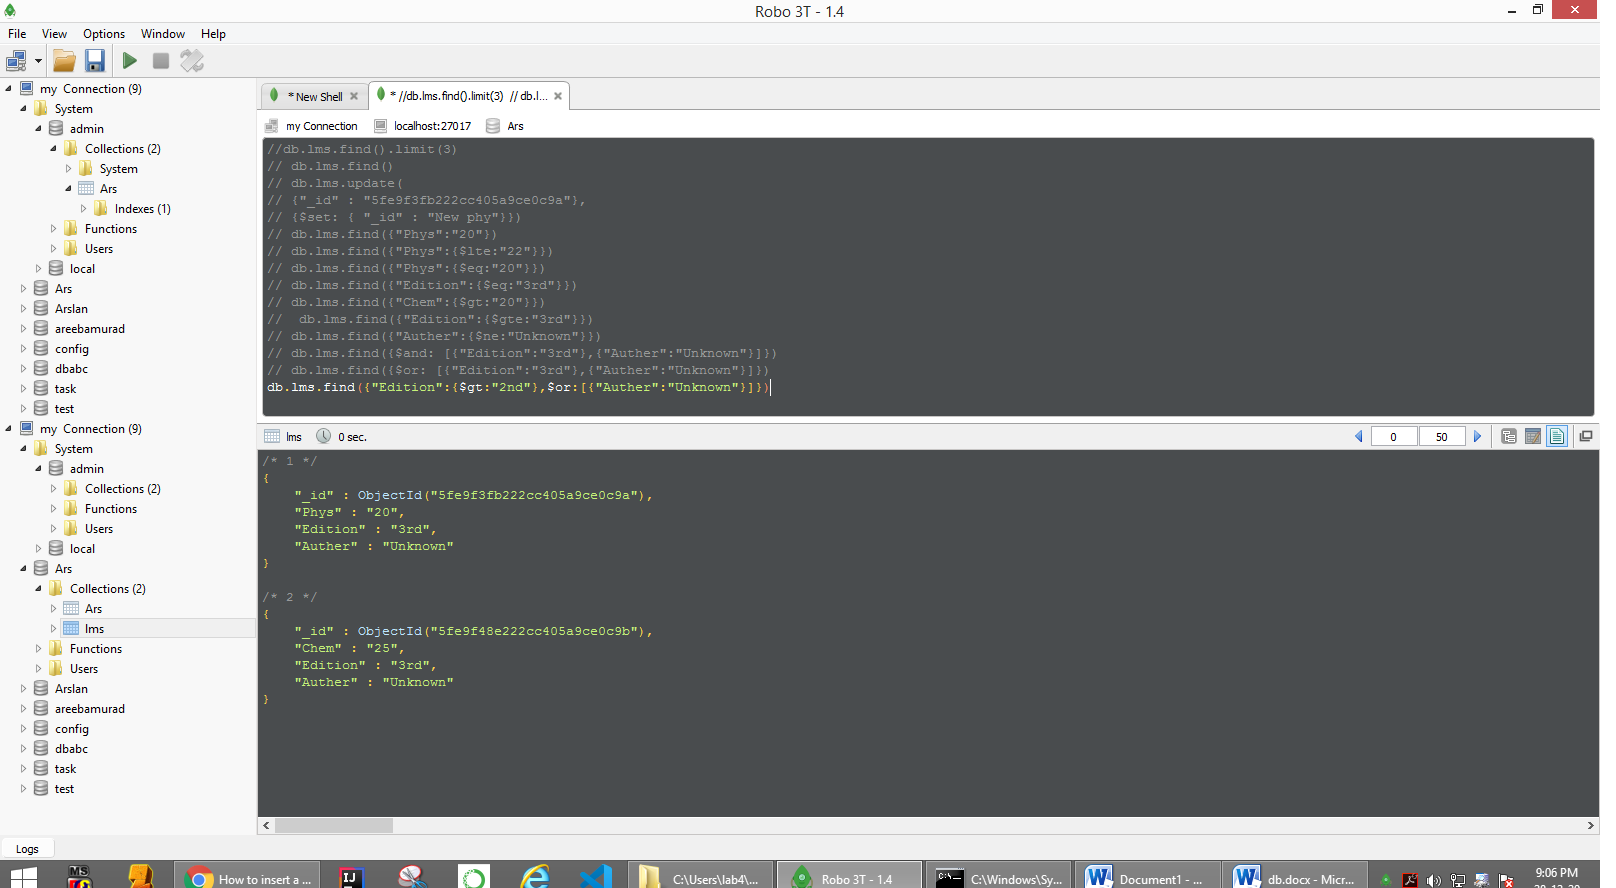 Robo 3T - 1.4
File View Options Window Help
my Connection (9)
System
admin
Collections (2)
System
Ars
Indexes (1)
Functions
Users
local
Ars
Arslan
areebamurad
config
dbabc
task
test
my Connection (9)
System
admin
Collections (2)
Functions
Users
local
Ars
Collections (2)
Ars
lms
Functions
Users
Arslan
areebamurad
config
dbabc
task
test
* New Shell
* //db.lms.find().limit(3) // db.l...
my Connection localhost:27017 Ars
//db.lms.find().limit(3)
// db.lms.find()
// db.lms.update(
// {"_id" : "5fe9f3fb222cc405a9ce0c9a"},
// {$set: { "_id" : "New phy"}})
// db.lms.find({"Phys":"20"})
// db.lms.find({"Phys":{$lte:"22"}})
// db.lms.find({"Phys":{$eq:"20"}})
// db.lms.find({"Edition":{$eq:"3rd"}})
// db.lms.find({"Chem":{$gt:"20"}})
//  db.lms.find({"Edition":{$gte:"3rd"}})
// db.lms.find({"Auther":{$ne:"Unknown"}})
// db.lms.find({$and: [{"Edition":"3rd"},{"Auther":"Unknown"}]})
// db.lms.find({$or: [{"Edition":"3rd"},{"Auther":"Unknown"}]})
db.lms.find({"Edition":{$gt:"2nd"},$or:[{"Auther":"Unknown"}]})
lms 0 sec. 0 50
/* 1 */
{
"_id" : ObjectId("5fe9f3fb222cc405a9ce0c9a"),
"Phys" : "20",
"Edition" : "3rd",
"Auther" : "Unknown"
}
/* 2 */
{
"_id" : ObjectId("5fe9f48e222cc405a9ce0c9b"),
"Chem" : "25",
"Edition" : "3rd",
"Auther" : "Unknown"
}
Logs
MS
How to insert a ...
IJ
C:\Users\lab4\...
Robo 3T - 1.4
C:\Windows\Sy...
Document1 - ...
db.docx - Micr...
9:06 PM